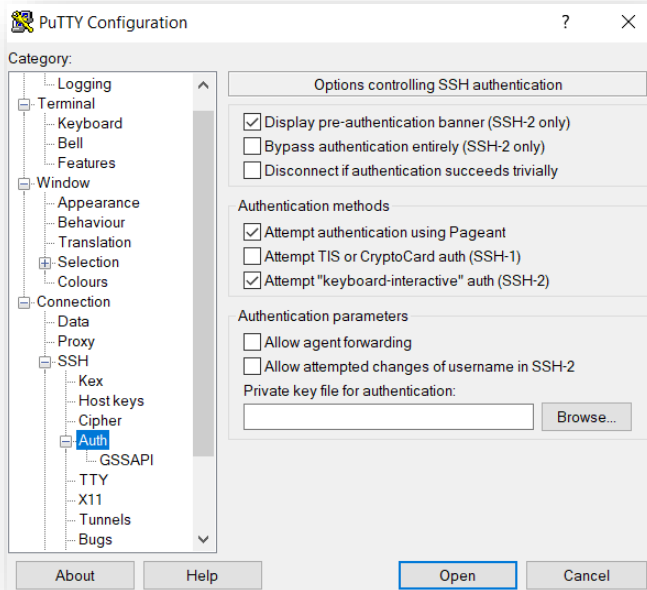 PuTTY Configuration
?
Category:
Logging
Terminal
Keyboard
Bell
Features
Window
Appearance
Behaviour
Translation
Selection
Colours
Connection
Data
Proxy
SSH
Kex
Host keys
Cipher
Auth
GSSAPI
TTY
X11
Tunnels
Bugs
Options controlling SSH authentication
Display pre-authentication banner (SSH-2 only)
Bypass authentication entirely (SSH-2 only)
Disconnect if authentication succeeds trivially
Authentication methods
Attempt authentication using Pageant
Attempt TIS or CryptoCard auth (SSH-1)
Attempt "keyboard-interactive" auth (SSH-2)
Authentication parameters
Allow agent forwarding
Allow attempted changes of username in SSH-2
Private key file for authentication:
Browse...
About
Help
Open
Cancel